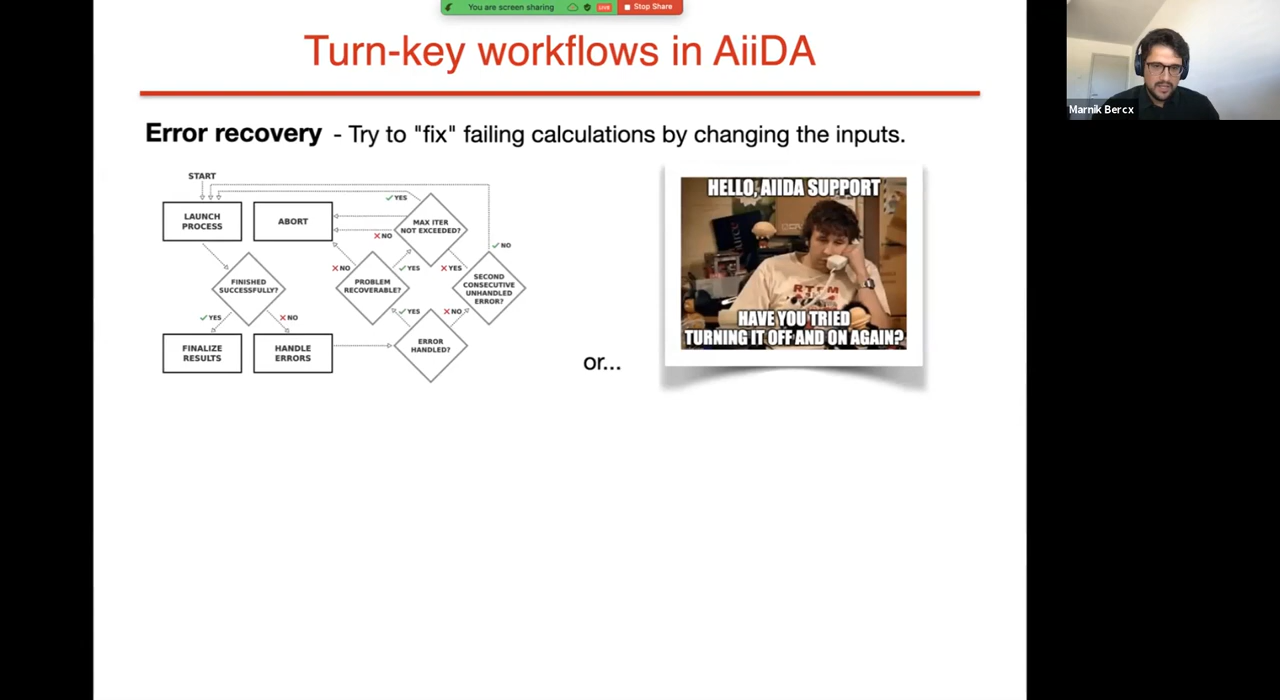 You are screen sharing
LIVE
Stop Share
Turn-key workflows in AiiDA
Marnik Bercx
Error recovery - Try to "fix" failing calculations by changing the inputs.
START
LAUNCH
PROCESS
ABORT
YES
MAX ITER
NOT EXCEEDED?
NO
NO
FINISHED
SUCCESSFULLY?
NO
PROBLEM
RECOVERABLE?
YES
YES
SECOND
CONSECUTIVE
UNHANDLED
ERROR?
YES
NO
YES
NO
FINALIZE
RESULTS
HANDLE
ERRORS
ERROR
HANDLED?
or...
HELLO, AIIDA SUPPORT
RTFM
HAVE YOU TRIED
TURNING IT OFF AND ON AGAIN?